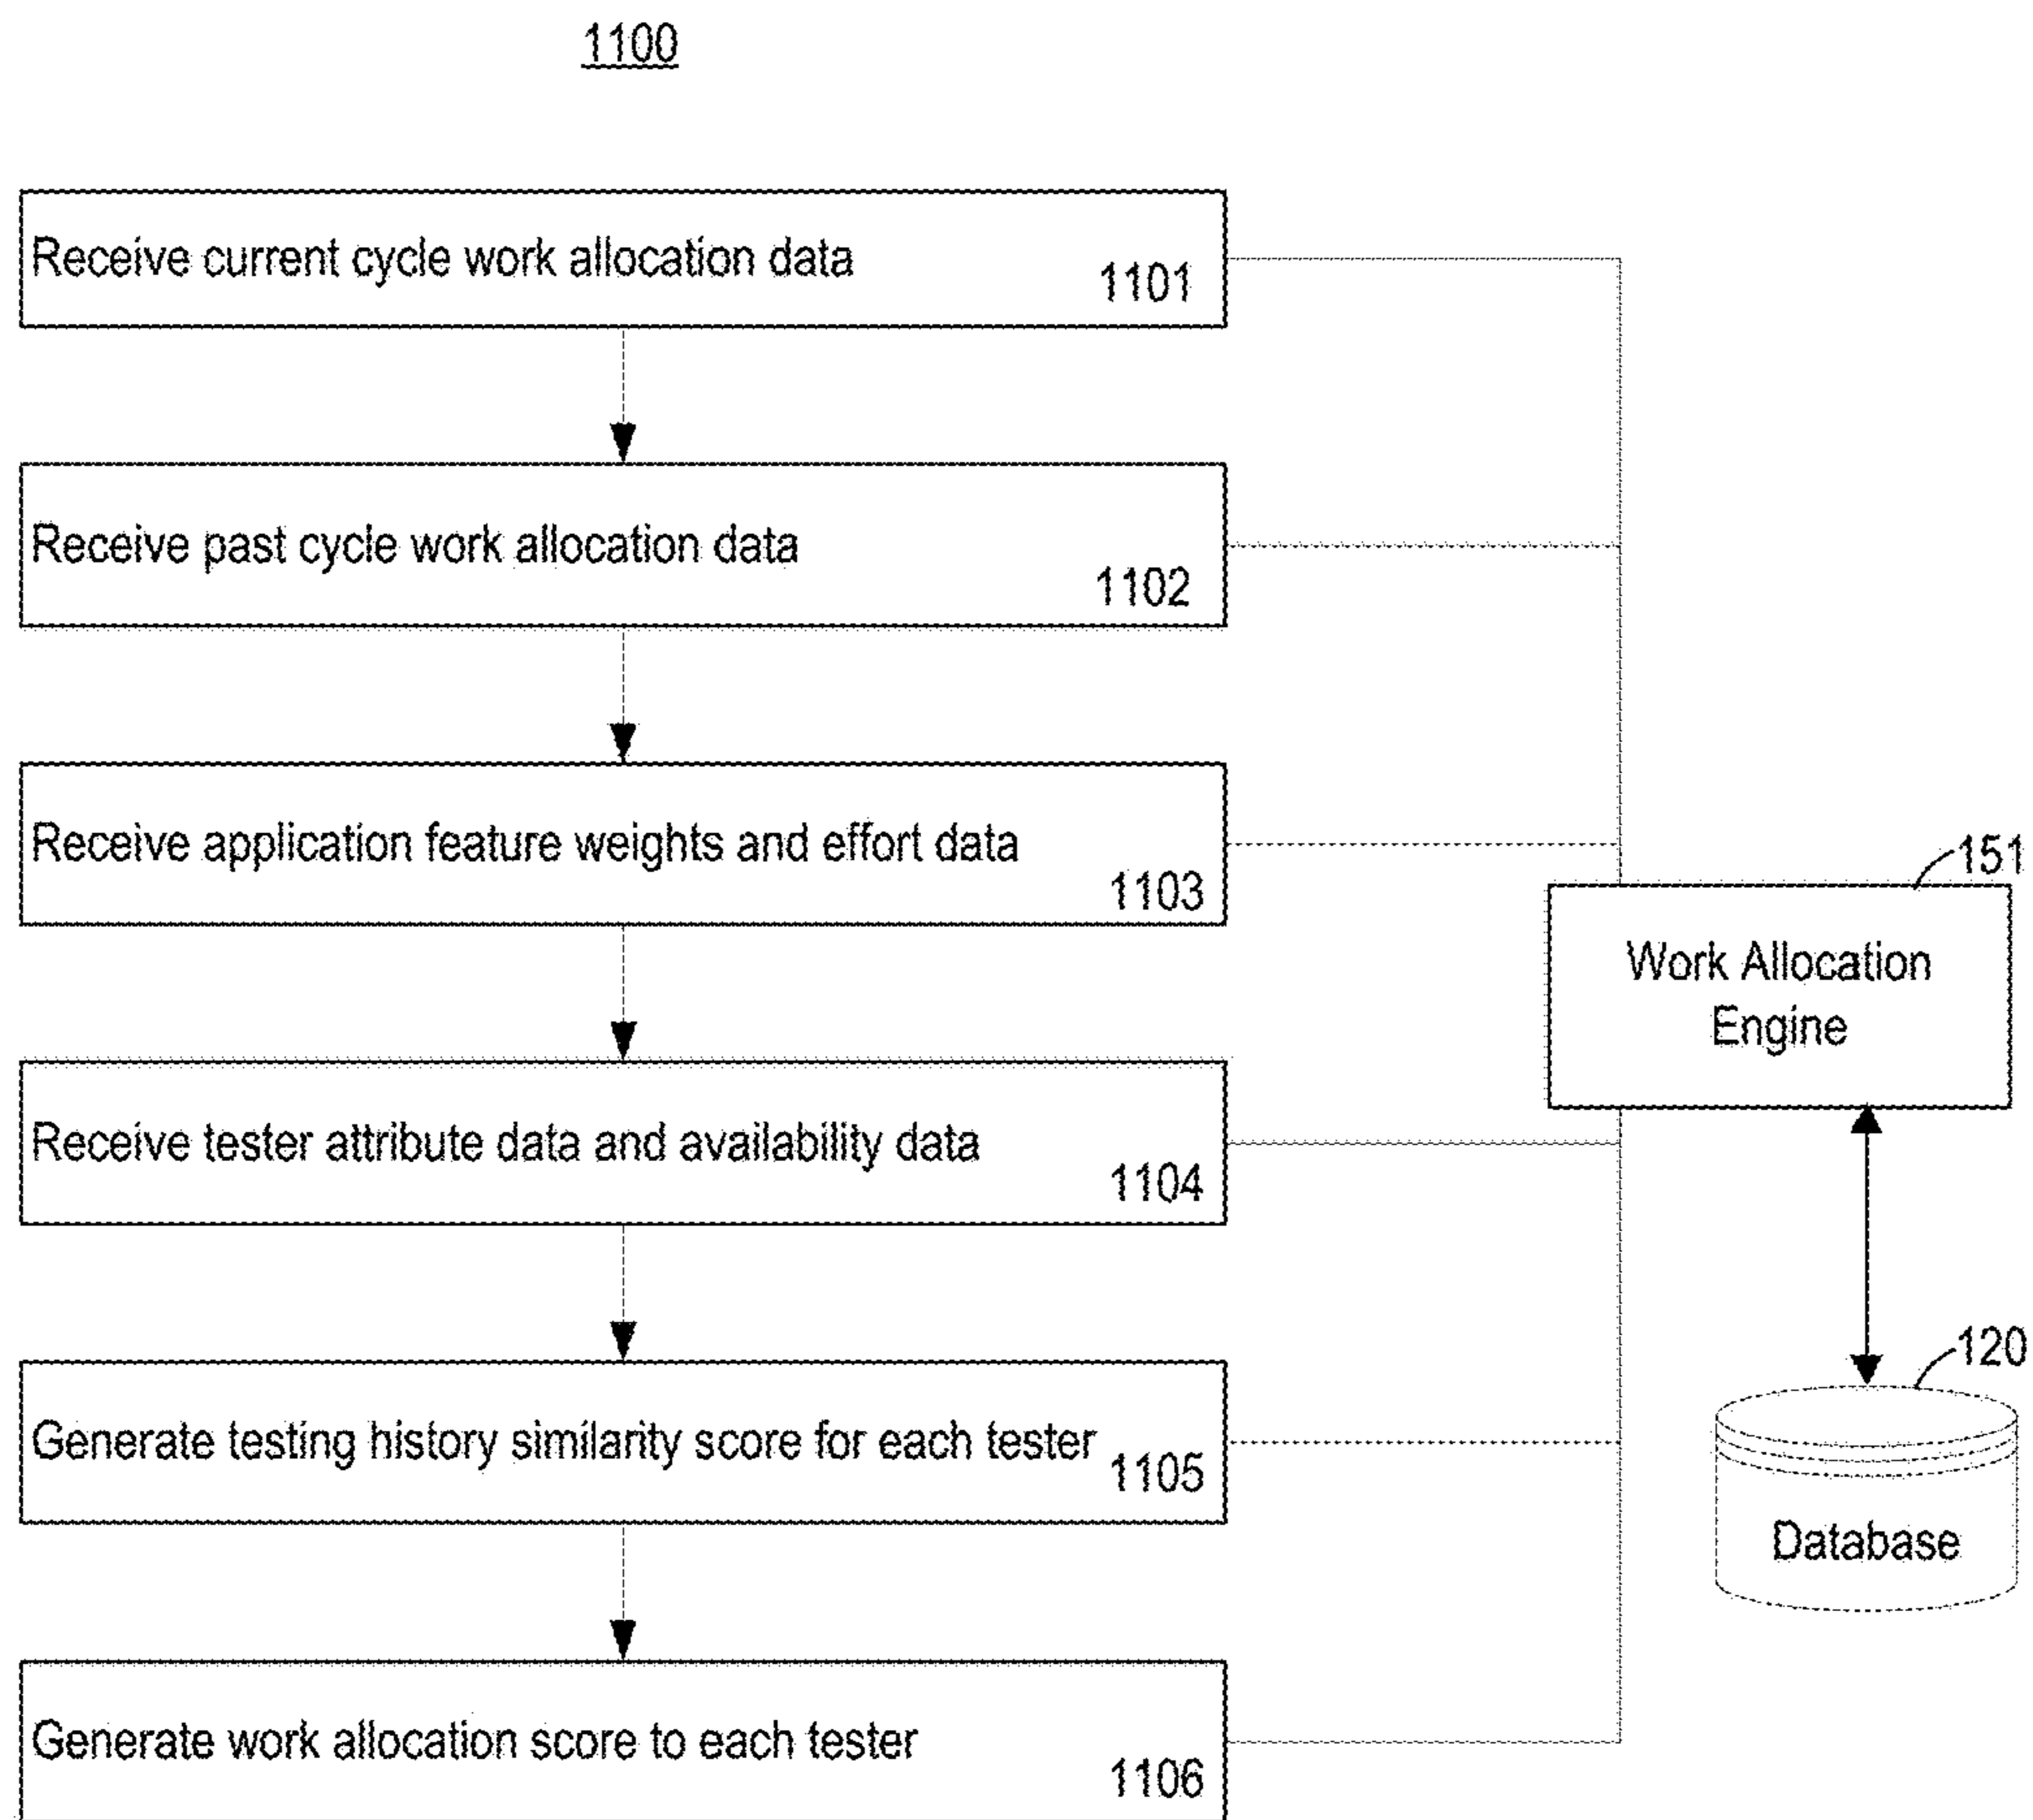 1100
Receive current cycle work allocation data
1101
Receive past cycle work allocation data
1102
Receive application feature weights and effort data
1103
151
Work Allocation
Engine
Receive tester attribute data and availability data
1104
Generate testing history similarity score for each tester
1105
120
Database
Generate work allocation score to each tester
1106